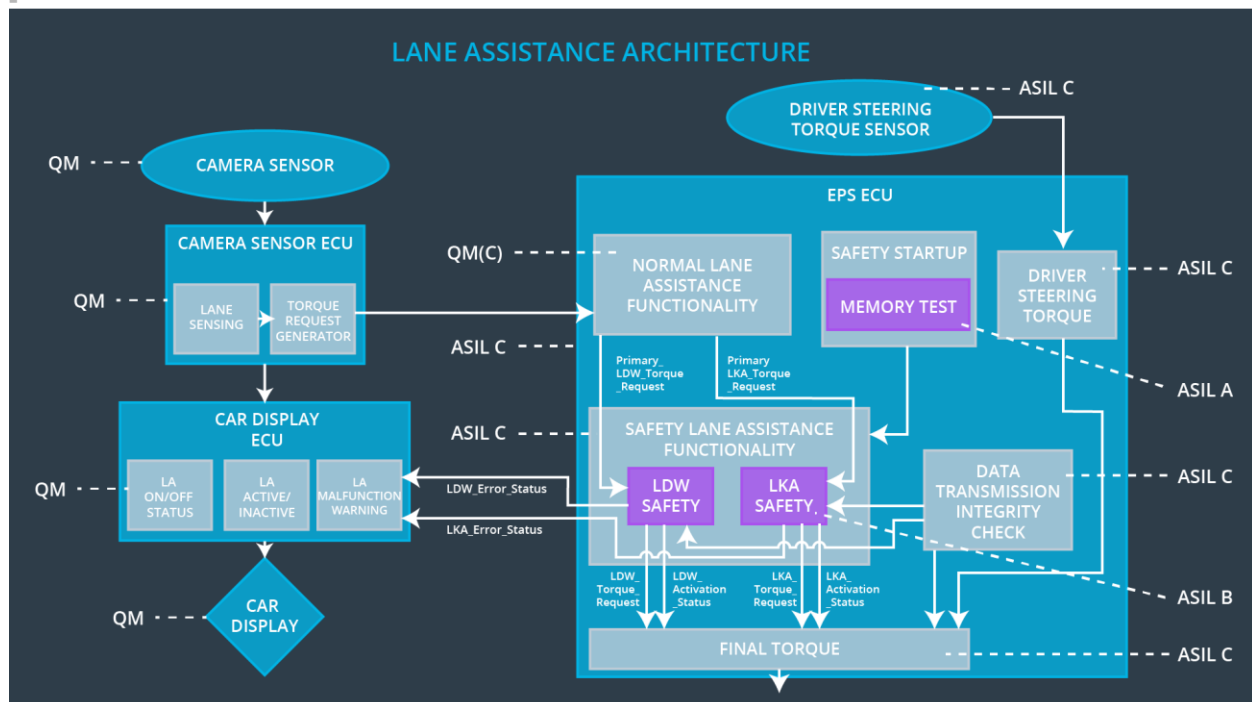 LANE ASSISTANCE ARCHITECTURE
ASIL C
DRIVER STEERING
TORQUE SENSOR
QM
CAMERA SENSOR
EPS ECU
CAMERA SENSOR ECU
QM(C)
NORMAL LANE
ASSISTANCE
FUNCTIONALITY
SAFETY STARTUP
MEMORY TEST
DRIVER
STEERING
TORQUE
ASIL C
QM
LANE
SENSING
TORQUE
REQUEST
GENERATOR
ASIL C
Primary_
LDW_Torque
_Request
Primary
LKA_Torque
_Request
ASIL A
CAR DISPLAY
ECU
ASIL C
SAFETY LANE ASSISTANCE
FUNCTIONALITY
QM
LA
ON/OFF
STATUS
LA
ACTIVE/
INACTIVE
LA
MALFUNCTION
WARNING
LDW_Error_Status
LKA_Error_Status
LDW
SAFETY
LKA
SAFETY
DATA
TRANSMISSION
INTEGRITY
CHECK
ASIL C
LDW_
Torque_
Request
LDW_
Activation
_Status
LKA_
Torque_
Request
LKA_
Activation
_Status
ASIL B
QM
CAR
DISPLAY
FINAL TORQUE
ASIL C